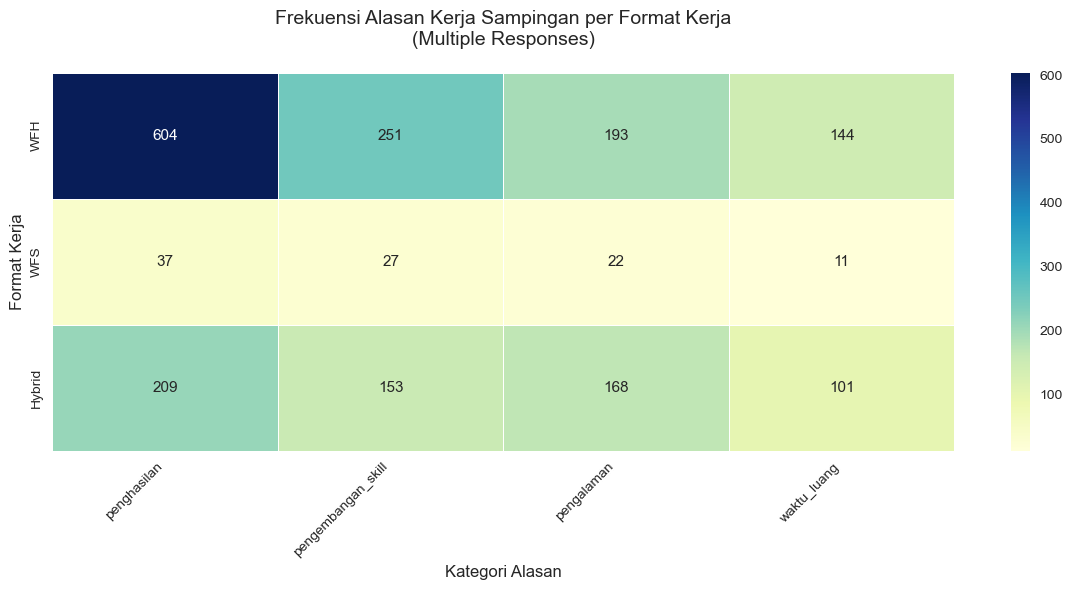 Frekuensi Alasan Kerja Sampingan per Format Kerja
(Multiple Responses)
Format Kerja
WFH
604
251
193
144
WFS
37
27
22
11
Hybrid
209
153
168
101
penghasilan
pengembangan_skill
pengalaman
waktu_luang
Kategori Alasan
600
500
400
300
200
100